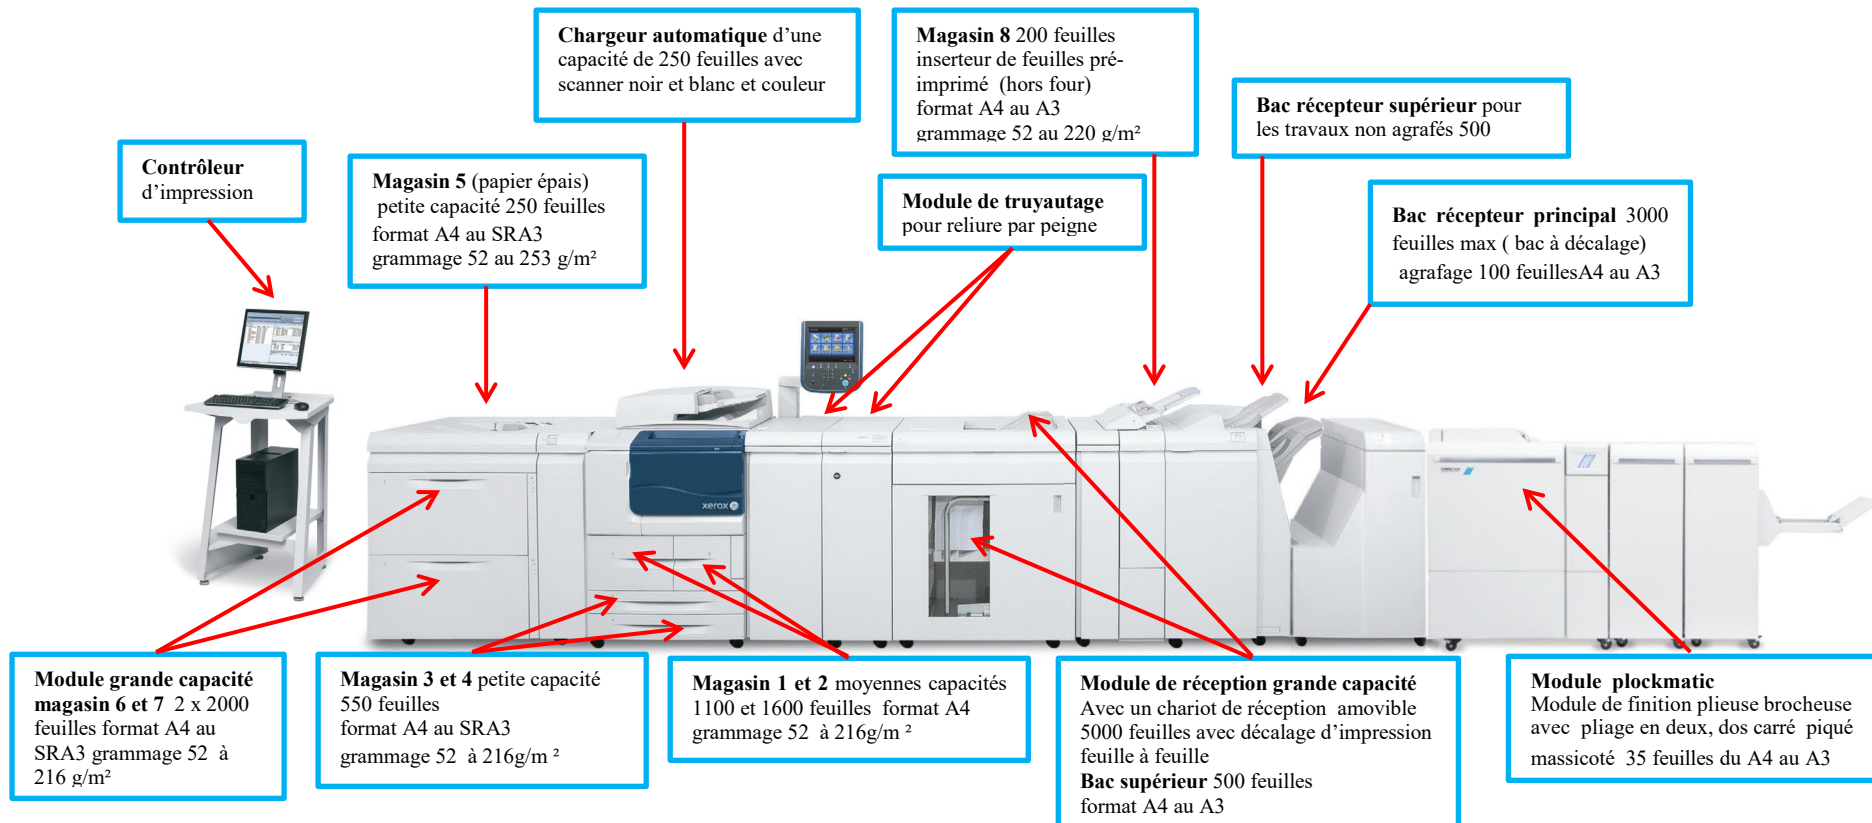 Chargeur automatique d’une
capacité de 250 feuilles avec
scanner noir et blanc et couleur
Magasin 8 200 feuilles
inserteur de feuilles pré-
imprimé (hors four)
format A4 au A3
grammage 52 au 220 g/m²
Bac récepteur supérieur pour
les travaux non agrafés 500
Contrôleur
d’impression
Magasin 5 (papier épais)
petite capacité 250 feuilles
format A4 au SRA3
grammage 52 au 253 g/m²
Module de truyautage
pour reliure par peigne
Bac récepteur principal 3000
feuilles max ( bac à décalage)
agrafage 100 feuillesA4 au A3
xerox
Module grande capacité
magasin 6 et 7 2 x 2000
feuilles format A4 au
SRA3 grammage 52 à
216 g/m²
Magasin 3 et 4 petite capacité
550 feuilles
format A4 au SRA3
grammage 52 à 216g/m ²
Magasin 1 et 2 moyennes capacités
1100 et 1600 feuilles format A4
grammage 52 à 216g/m ²
Module de réception grande capacité
Avec un chariot de réception amovible
5000 feuilles avec décalage d’impression
feuille à feuille
Bac supérieur 500 feuilles
format A4 au A3
Module plockmatic
Module de finition plieuse brocheuse
avec pliage en deux, dos carré piqué
massicoté 35 feuilles du A4 au A3